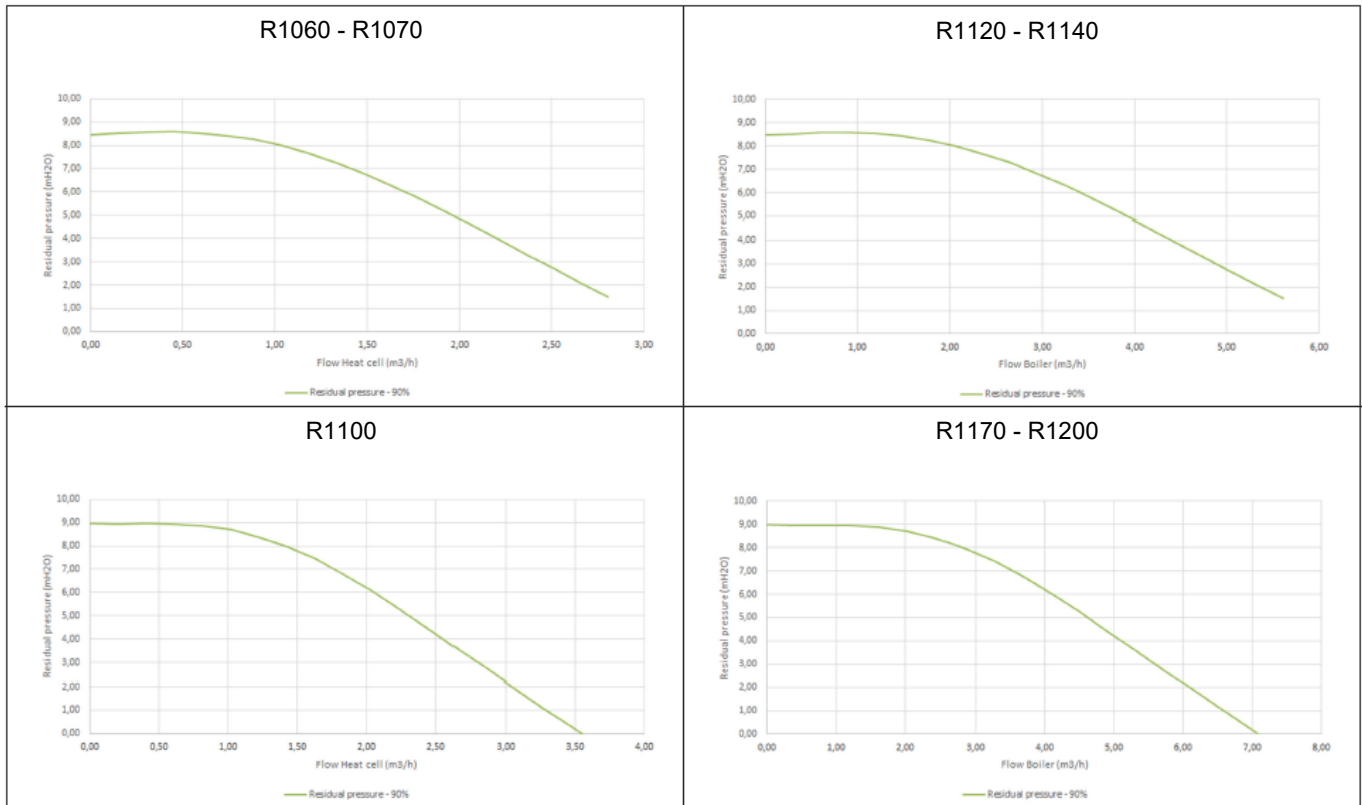 R1060 - R1070
Residual pressure (mH2O)
10,00
9,00
8,00
7,00
6,00
5,00
4,00
3,00
2,00
1,00
0,00
0,00 0,50 1,00 1,50 2,00 2,50 3,00
Flow Heat cell (m3/h)
Residual pressure - 90%
R1120 - R1140
Residual pressure (mH2O)
10,00
9,00
8,00
7,00
6,00
5,00
4,00
3,00
2,00
1,00
0,00
0,00 1,00 2,00 3,00 4,00 5,00 6,00
Flow Boiler (m3/h)
Residual pressure - 90%
R1100
Residual pressure (mH2O)
10,00
9,00
8,00
7,00
6,00
5,00
4,00
3,00
2,00
1,00
0,00
0,00 0,50 1,00 1,50 2,00 2,50 3,00 3,50 4,00
Flow Heat cell (m3/h)
Residual pressure - 90%
R1170 - R1200
Residual pressure (mH2O)
10,00
9,00
8,00
7,00
6,00
5,00
4,00
3,00
2,00
1,00
0,00
0,00 1,00 2,00 3,00 4,00 5,00 6,00 7,00 8,00
Flow Boiler (m3/h)
Residual pressure - 90%